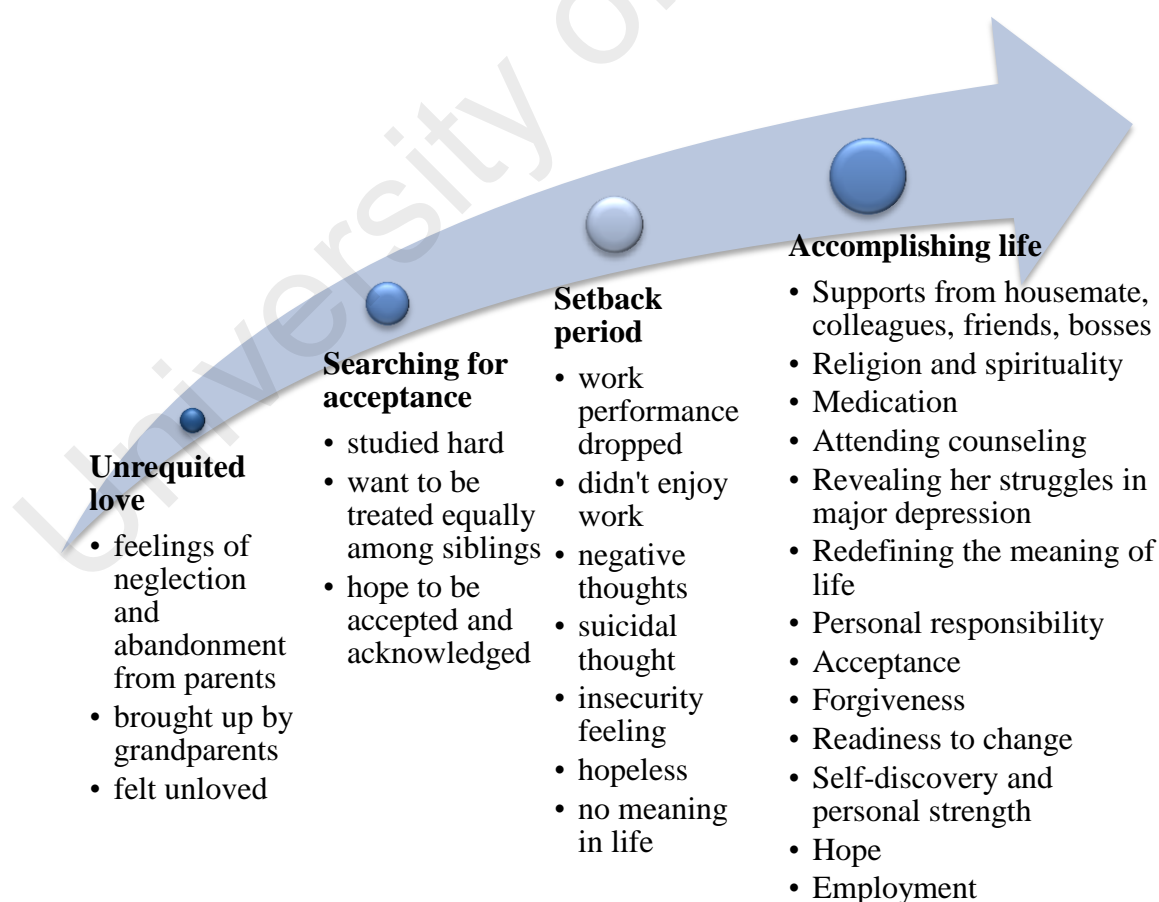 University of
Unrequited
love
• feelings of
neglection
and
abandonment
from parents
• brought up by
grandparents
• felt unloved
Searching for
acceptance
• studied hard
• want to be
treated equally
among siblings
• hope to be
accepted and
acknowledged
Setback
period
• work
performance
dropped
• didn't enjoy
work
• negative
thoughts
• suicidal
thought
• insecurity
feeling
• hopeless
• no meaning
in life
Accomplishing life
• Supports from housemate,
colleagues, friends, bosses
• Religion and spirituality
• Medication
• Attending counseling
• Revealing her struggles in
major depression
• Redefining the meaning of
life
• Personal responsibility
• Acceptance
• Forgiveness
• Readiness to change
• Self-discovery and
personal strength
• Hope
• Employment